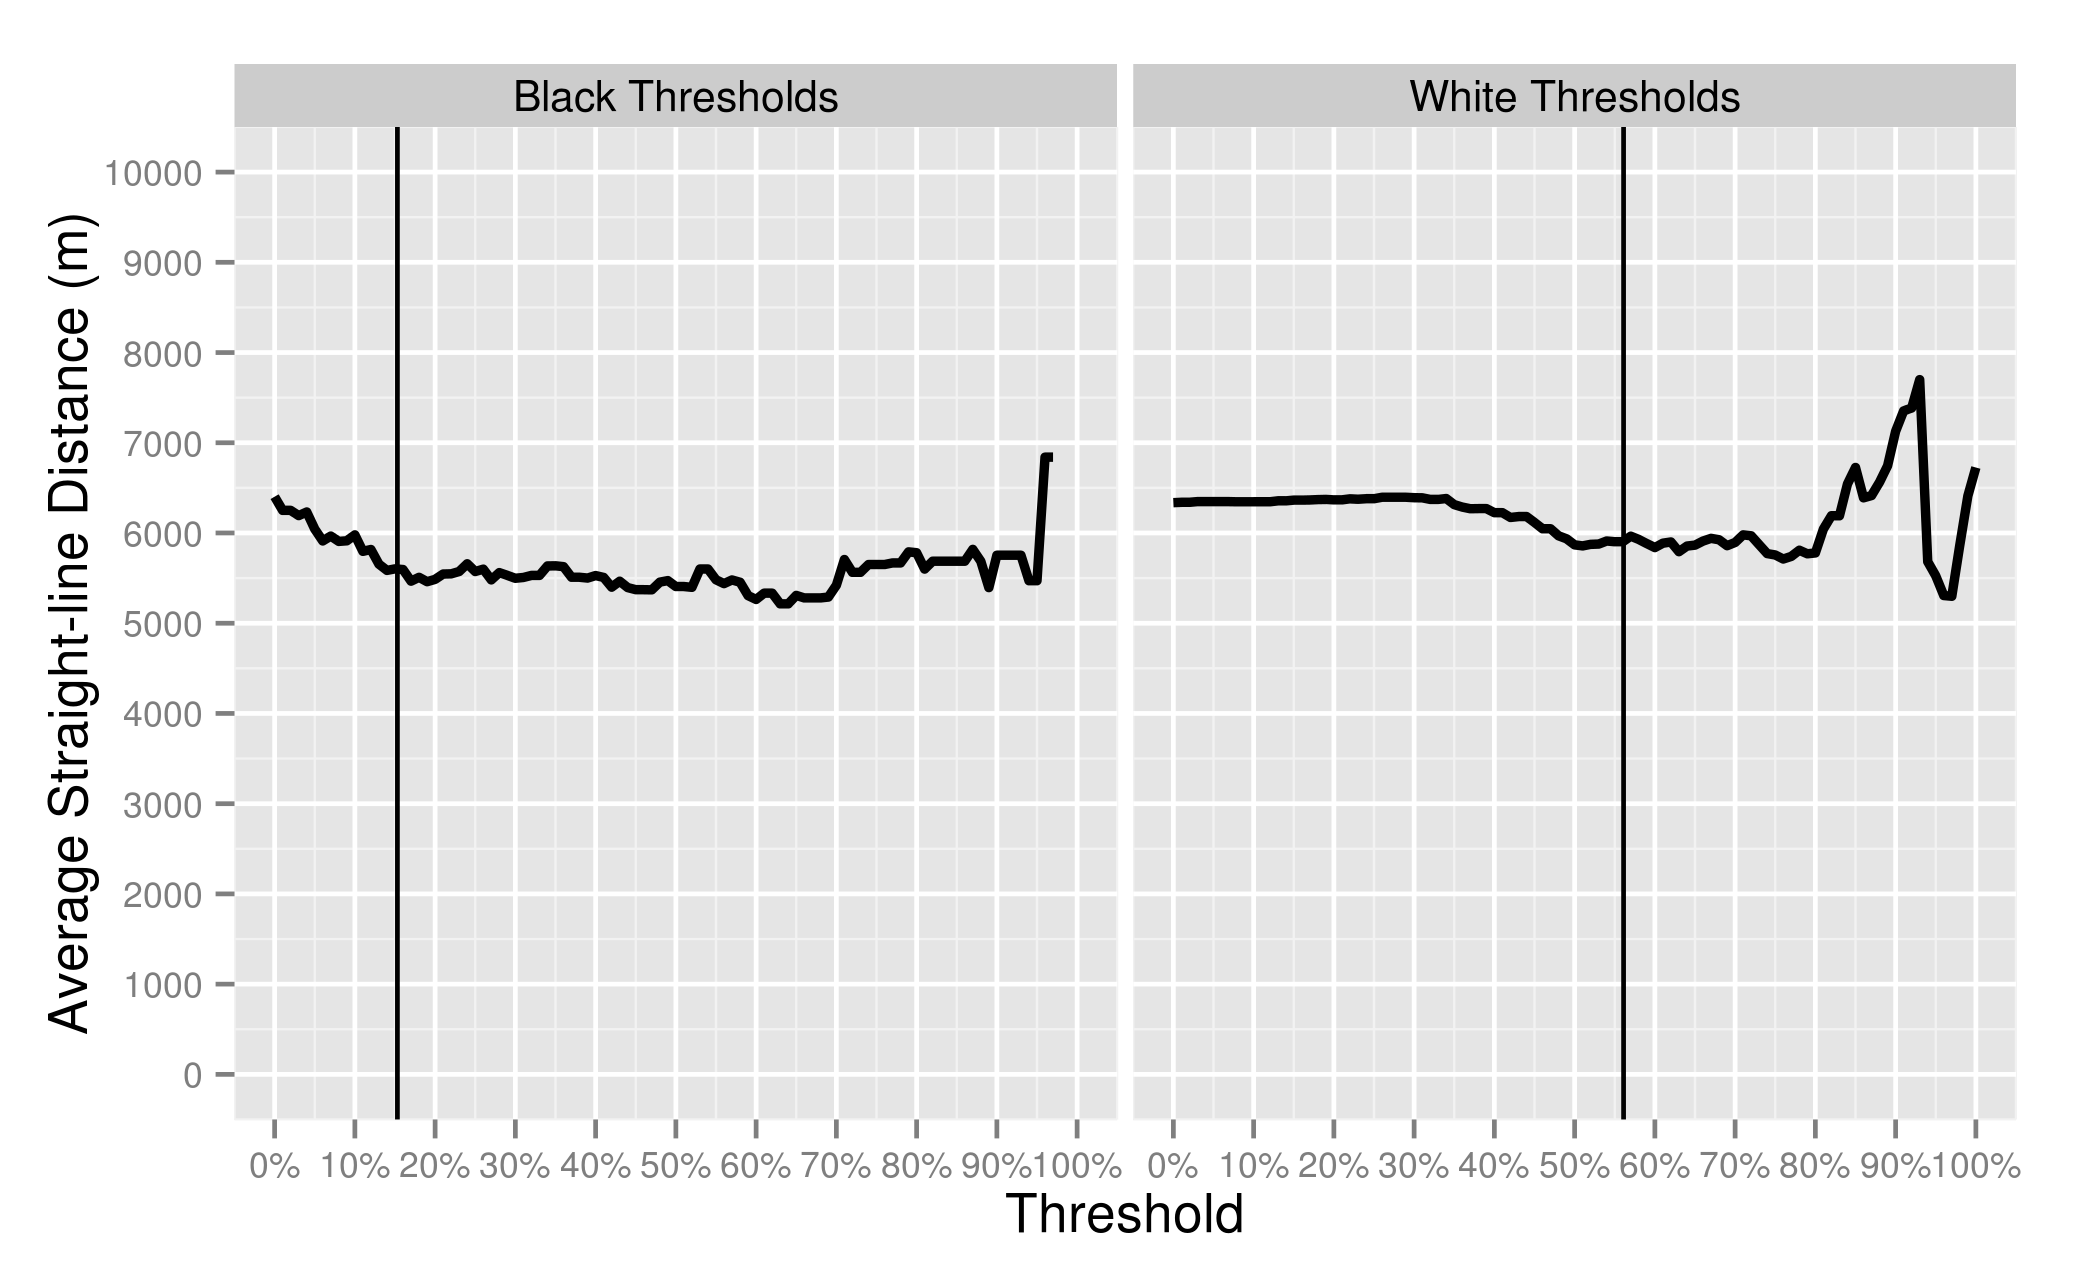 Black Thresholds
White Thresholds
Average Straight-line Distance (m)
10000
9000
8000
7000
6000
5000
4000
3000
2000
1000
0
0% 10% 20% 30% 40% 50% 60% 70% 80% 90% 100%
0% 10% 20% 30% 40% 50% 60% 70% 80% 90% 100%
Threshold